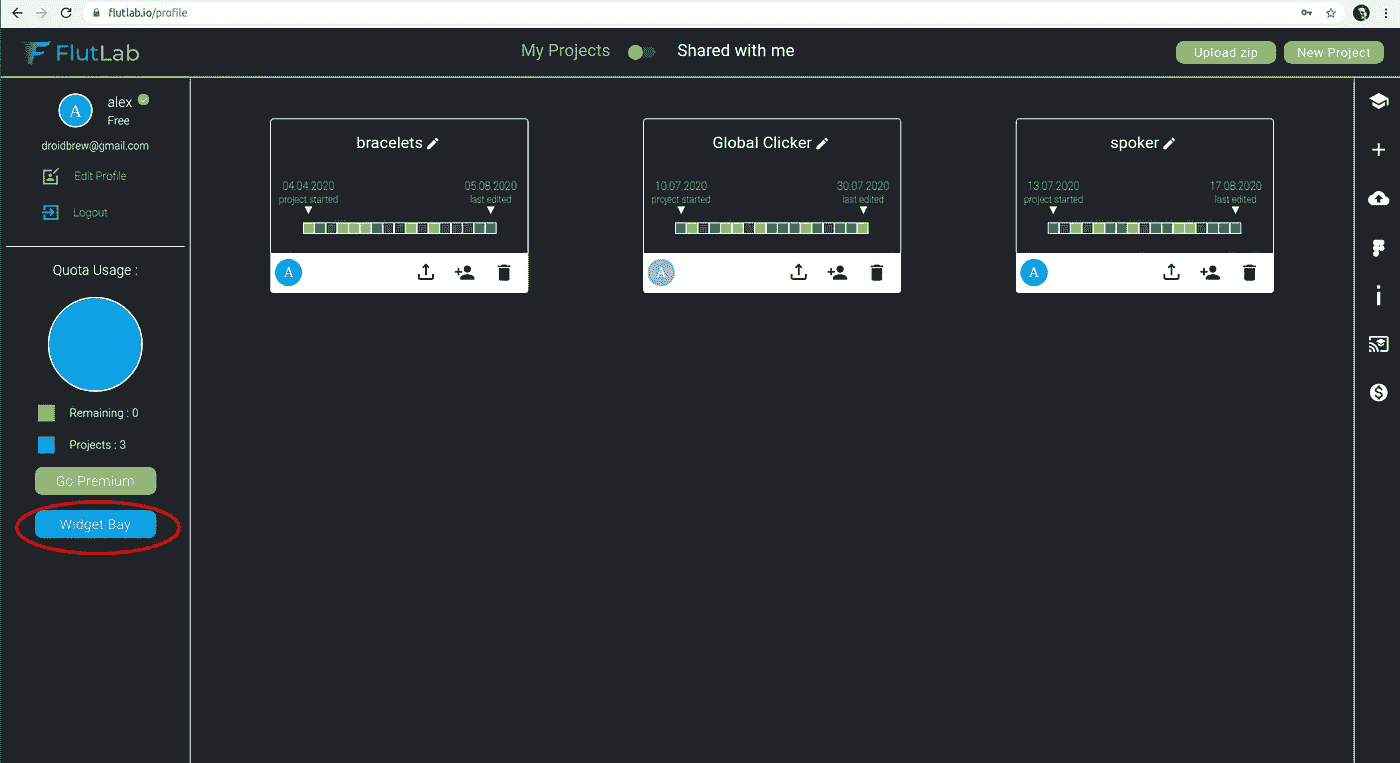 flutlab.io/profile
FlutLab
My Projects
Shared with me
Upload zip
New Project
A
alex
Free
droidbrew@gmail.com
Edit Profile
Logout
Quota Usage :
Remaining : 0
Projects : 3
Go Premium
Widget Bay
bracelets
04.04.2020
project started
05.08.2020
last edited
A
Global Clicker
10.07.2020
project started
30.07.2020
last edited
A
spoker
13.07.2020
project started
17.08.2020
last edited
A